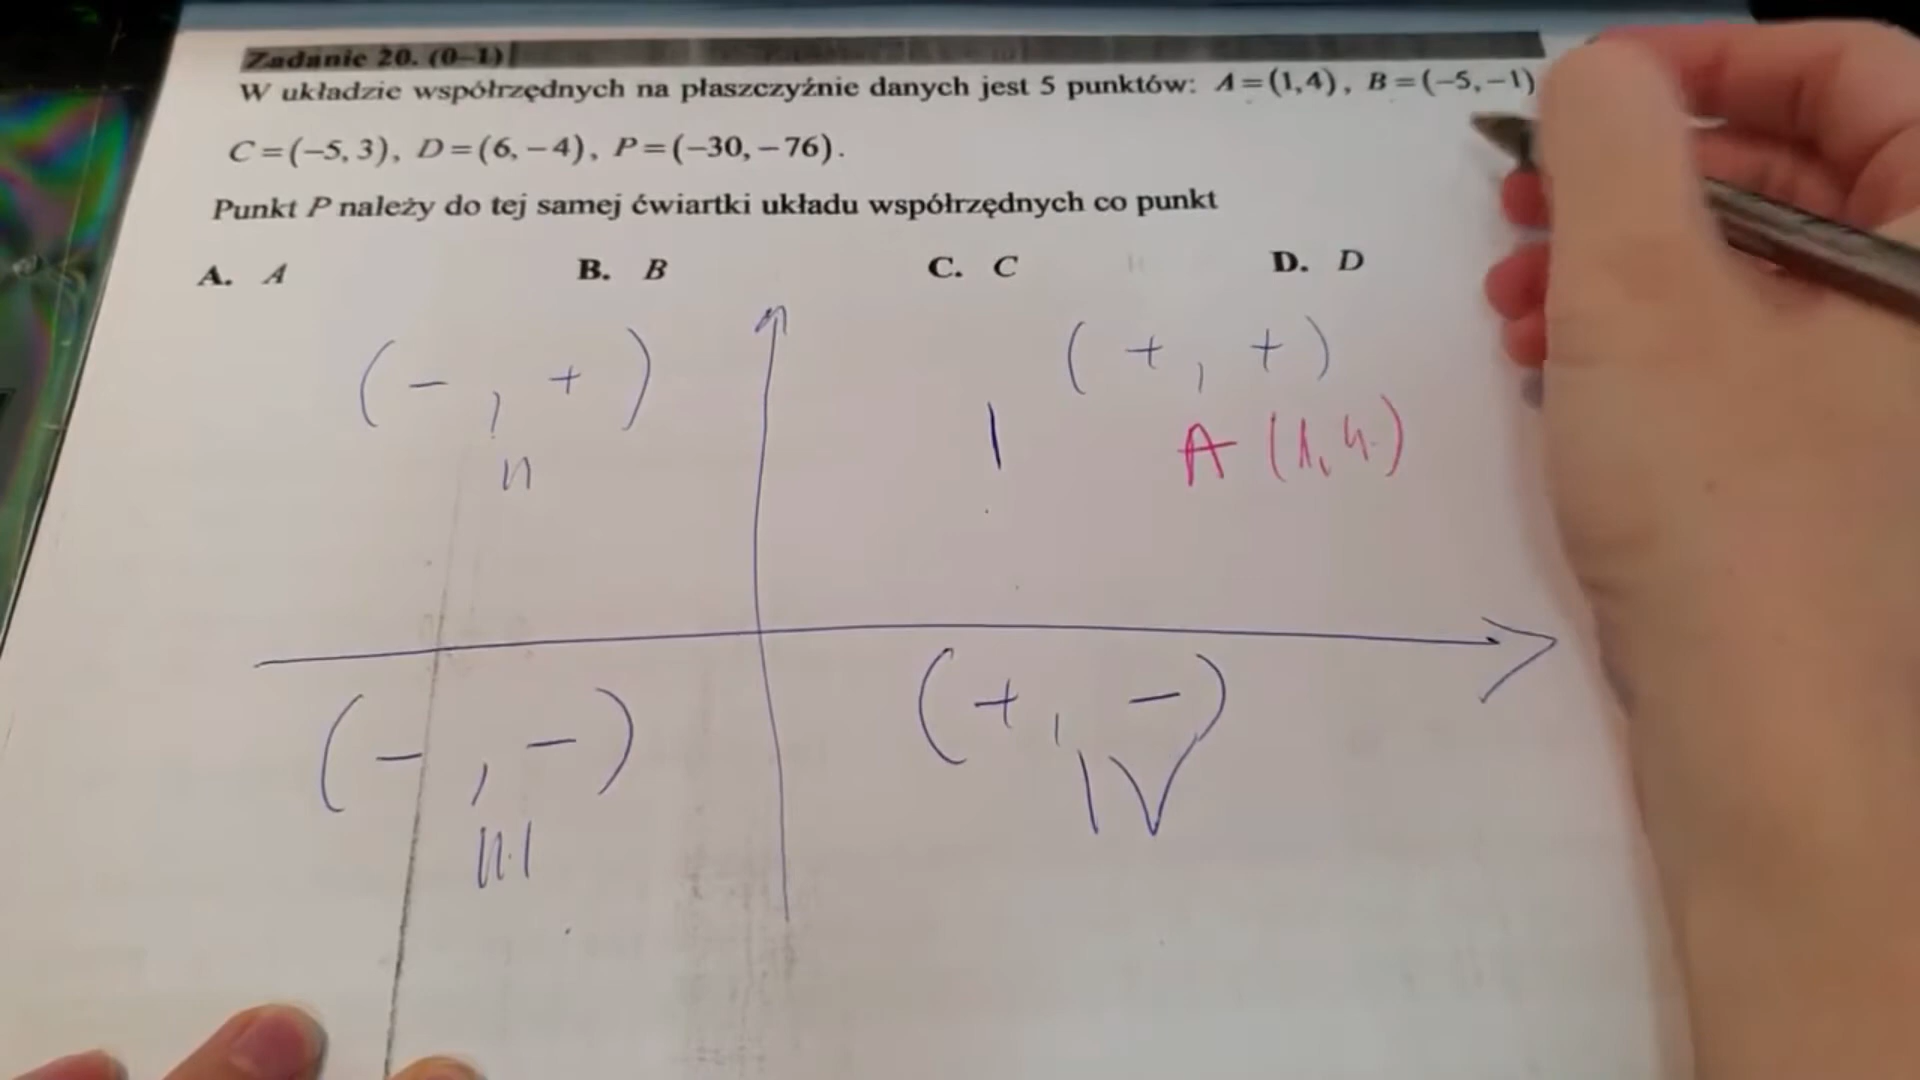 Zadanie 20. (0–1)
W układzie współrzędnych na płaszczyźnie danych jest 5 punktów: A=(1,4), B=(−5,−1)
C=(−5,3), D=(6,−4), P=(−30,−76).
Punkt P należy do tej samej ćwiartki układu współrzędnych co punkt
A. A B. B C. C D. D
(-, +) (+, +)
II I A (1,4)
(-, -) (+, -)
III IV